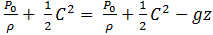 P₀/ρ + 1/2 C² = P₀/ρ + 1/2 C² − gz